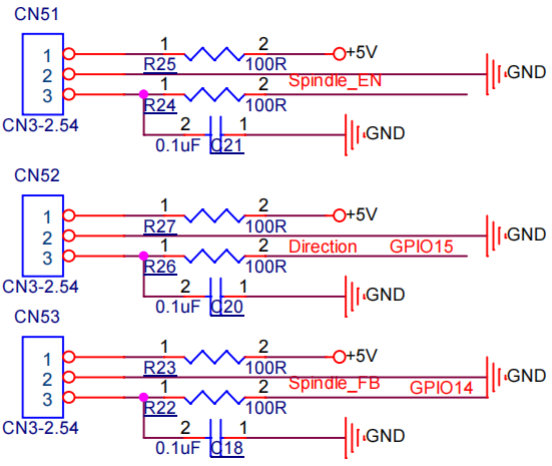 CN51
1 1 2 +5V
R25 100R
2 GND
3 1 2 Spindle_EN
R24 100R
CN3-2.54
2 1 GND
0.1uF C21
CN52
1 1 2 +5V
R27 100R
2 GND
3 1 2 Direction GPIO15
R26 100R
CN3-2.54
2 1 GND
0.1uF C20
CN53
1 1 2 +5V
R23 100R
2 GND
3 1 2 Spindle_FB GPIO14
R22 100R
CN3-2.54
2 1 GND
0.1uF C18